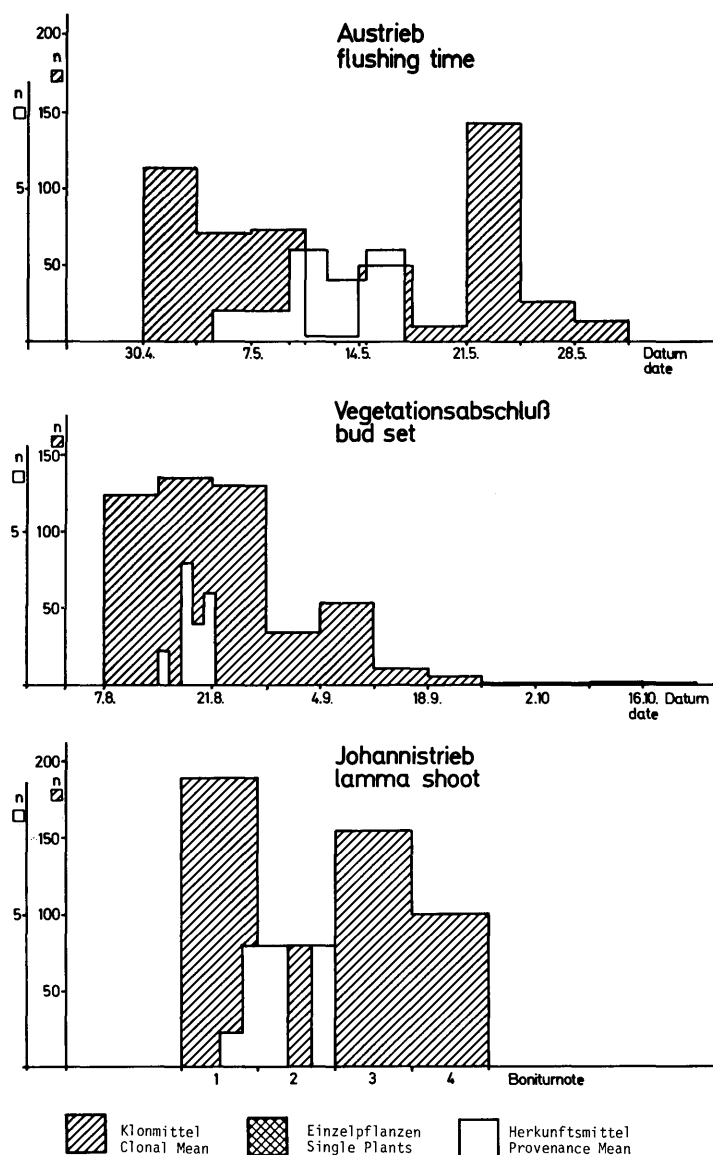 Austrieb
flushing time
n
200
n
150
5
100
50
30.4.
7.5.
14.5.
21.5.
28.5.
Datum
date
Vegetationsabschluß
bud set
n
n
150
5
100
50
7.8.
21.8.
4.9.
18.9.
2.10
16.10.
Datum
date
Johannistrieb
lamma shoot
n
200
n
150
5
100
50
1
2
3
4
Boniturnote
Klonmittel
Clonal Mean
Einzelpflanzen
Single Plants
Herkunftsmittel
Provenance Mean